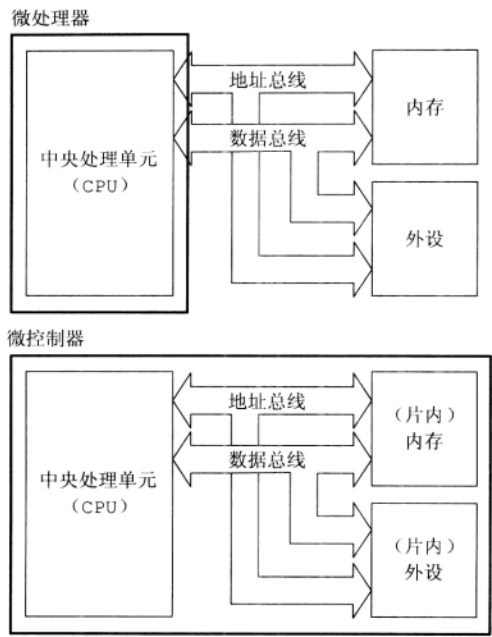 微处理器
地址总线
内存
数据总线
中央处理单元
（CPU）
外设
微控制器
地址总线
（片内）
内存
数据总线
中央处理单元
（CPU）
（片内）
外设